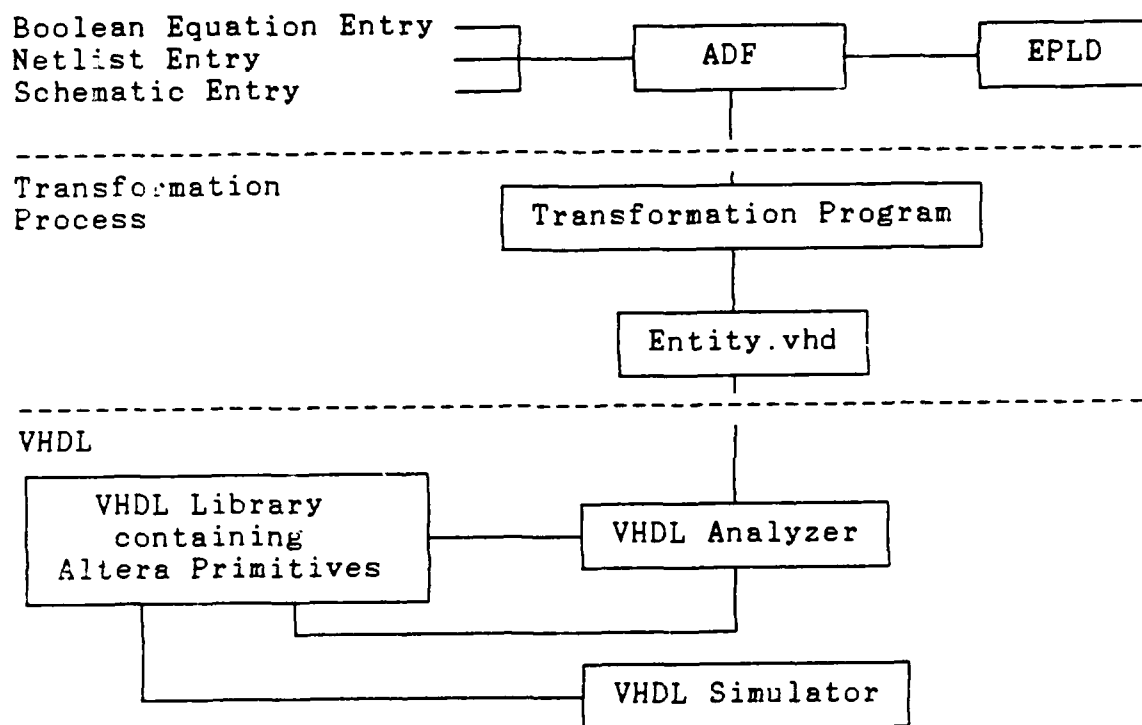 Boolean Equation Entry
Netlist Entry
Schematic Entry
ADF
EPLD
Transformation
Process
Transformation Program
Entity.vhd
VHDL
VHDL Library
containing
Altera Primitives
VHDL Analyzer
VHDL Simulator